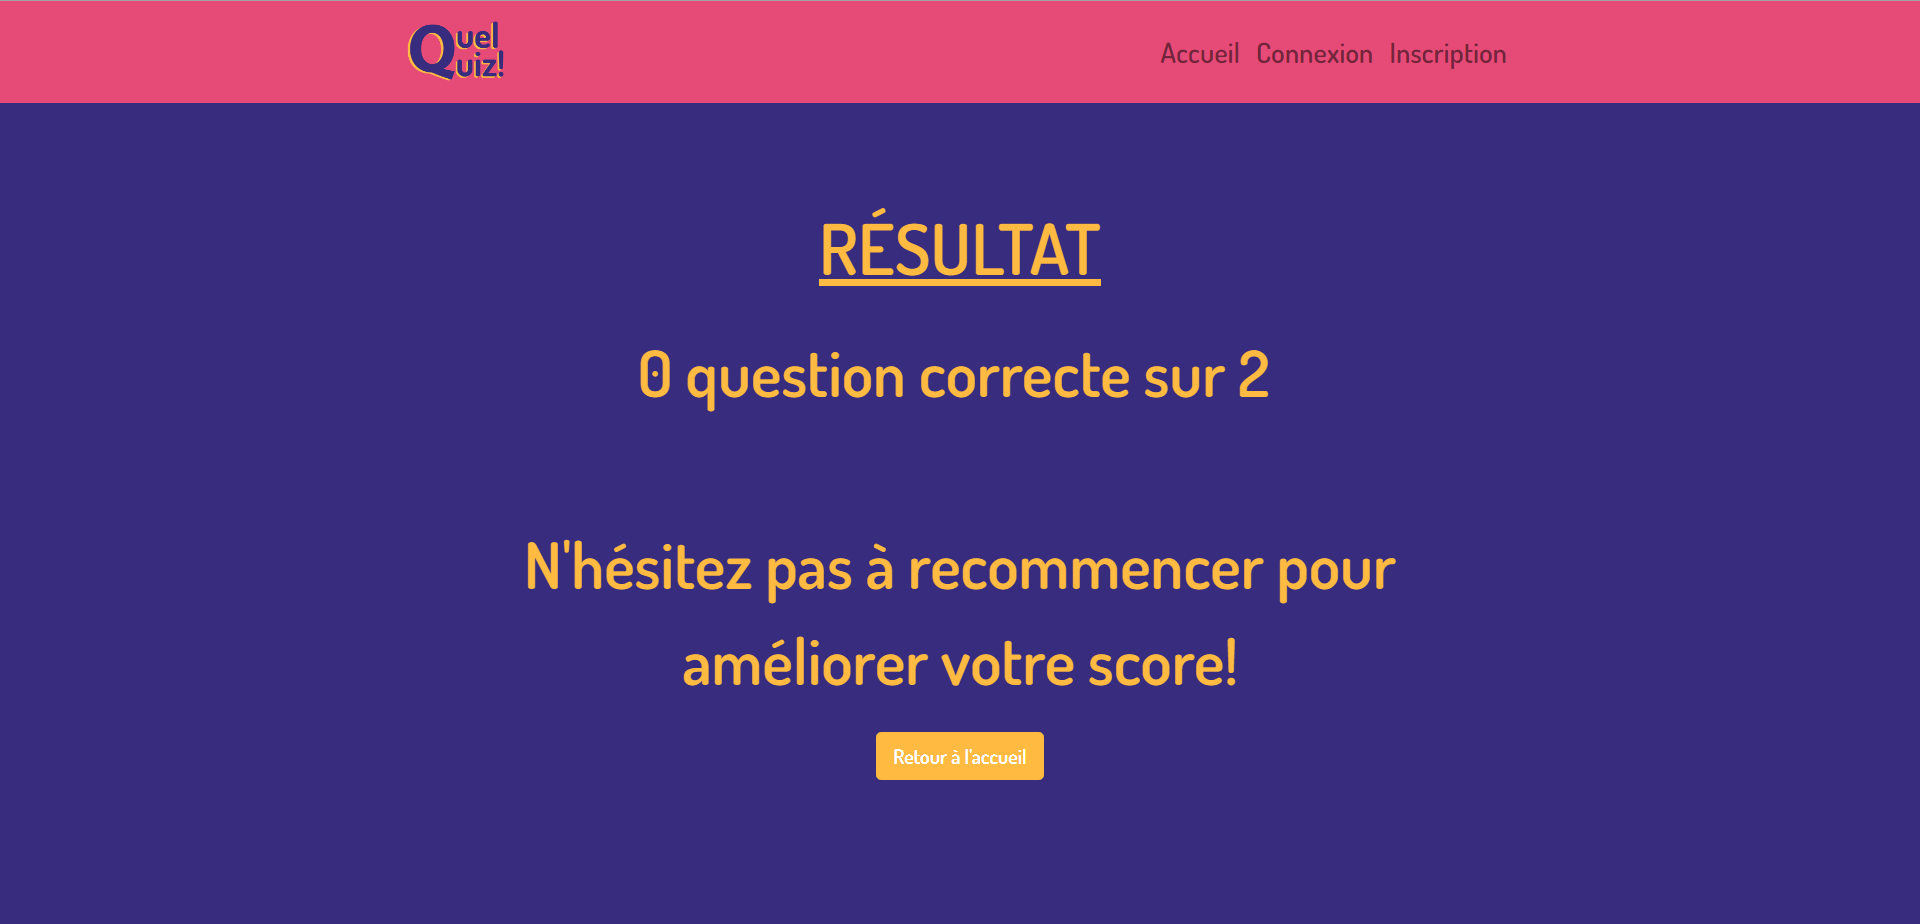 Quel
Quiz!
Accueil Connexion Inscription
RÉSULTAT
0 question correcte sur 2
N'hésitez pas à recommencer pour
améliorer votre score!
Retour à l'accueil